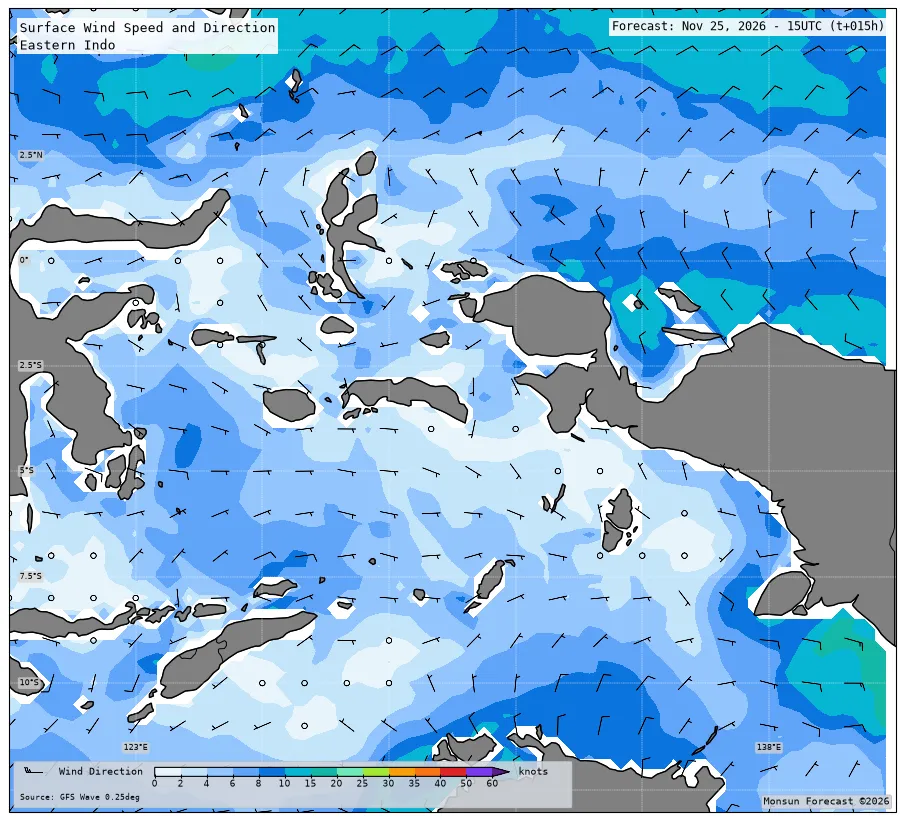 Surface Wind Speed and Direction
Eastern Indo
Forecast: Nov 25, 2026 - 15UTC (t+015h)
2.5°N
0°
2.5°S
5°S
7.5°S
10°S
123°E
138°E
Wind Direction
0 2 4 6 8 10 15 20 25 30 35 40 50 60
knots
Source: GFS Wave 0.25deg
Monsun Forecast ©2026